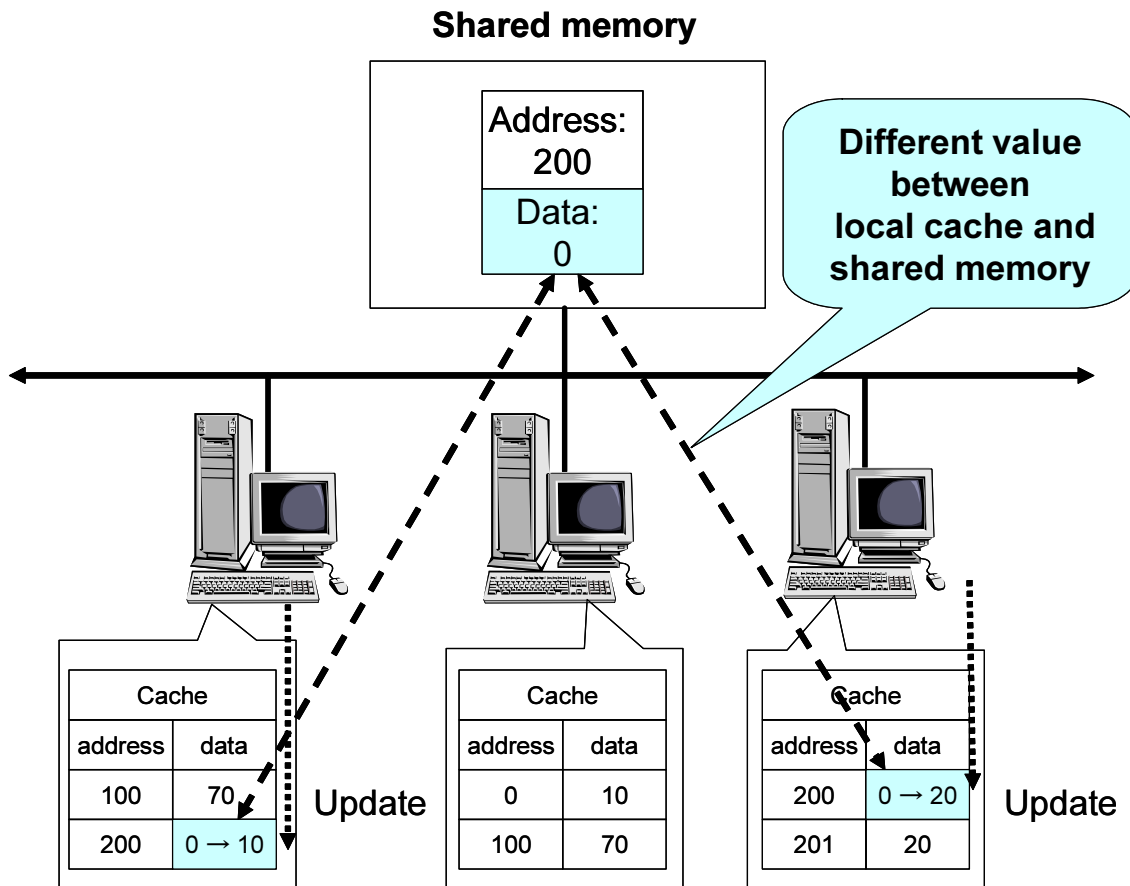 Shared memory
Address:
200
Data:
0
Different value
between
local cache and
shared memory
Cache
address data
100 70
200 0 → 10
Update
Cache
address data
0 10
100 70
Cache
address data
200 0 → 20
201 20
Update